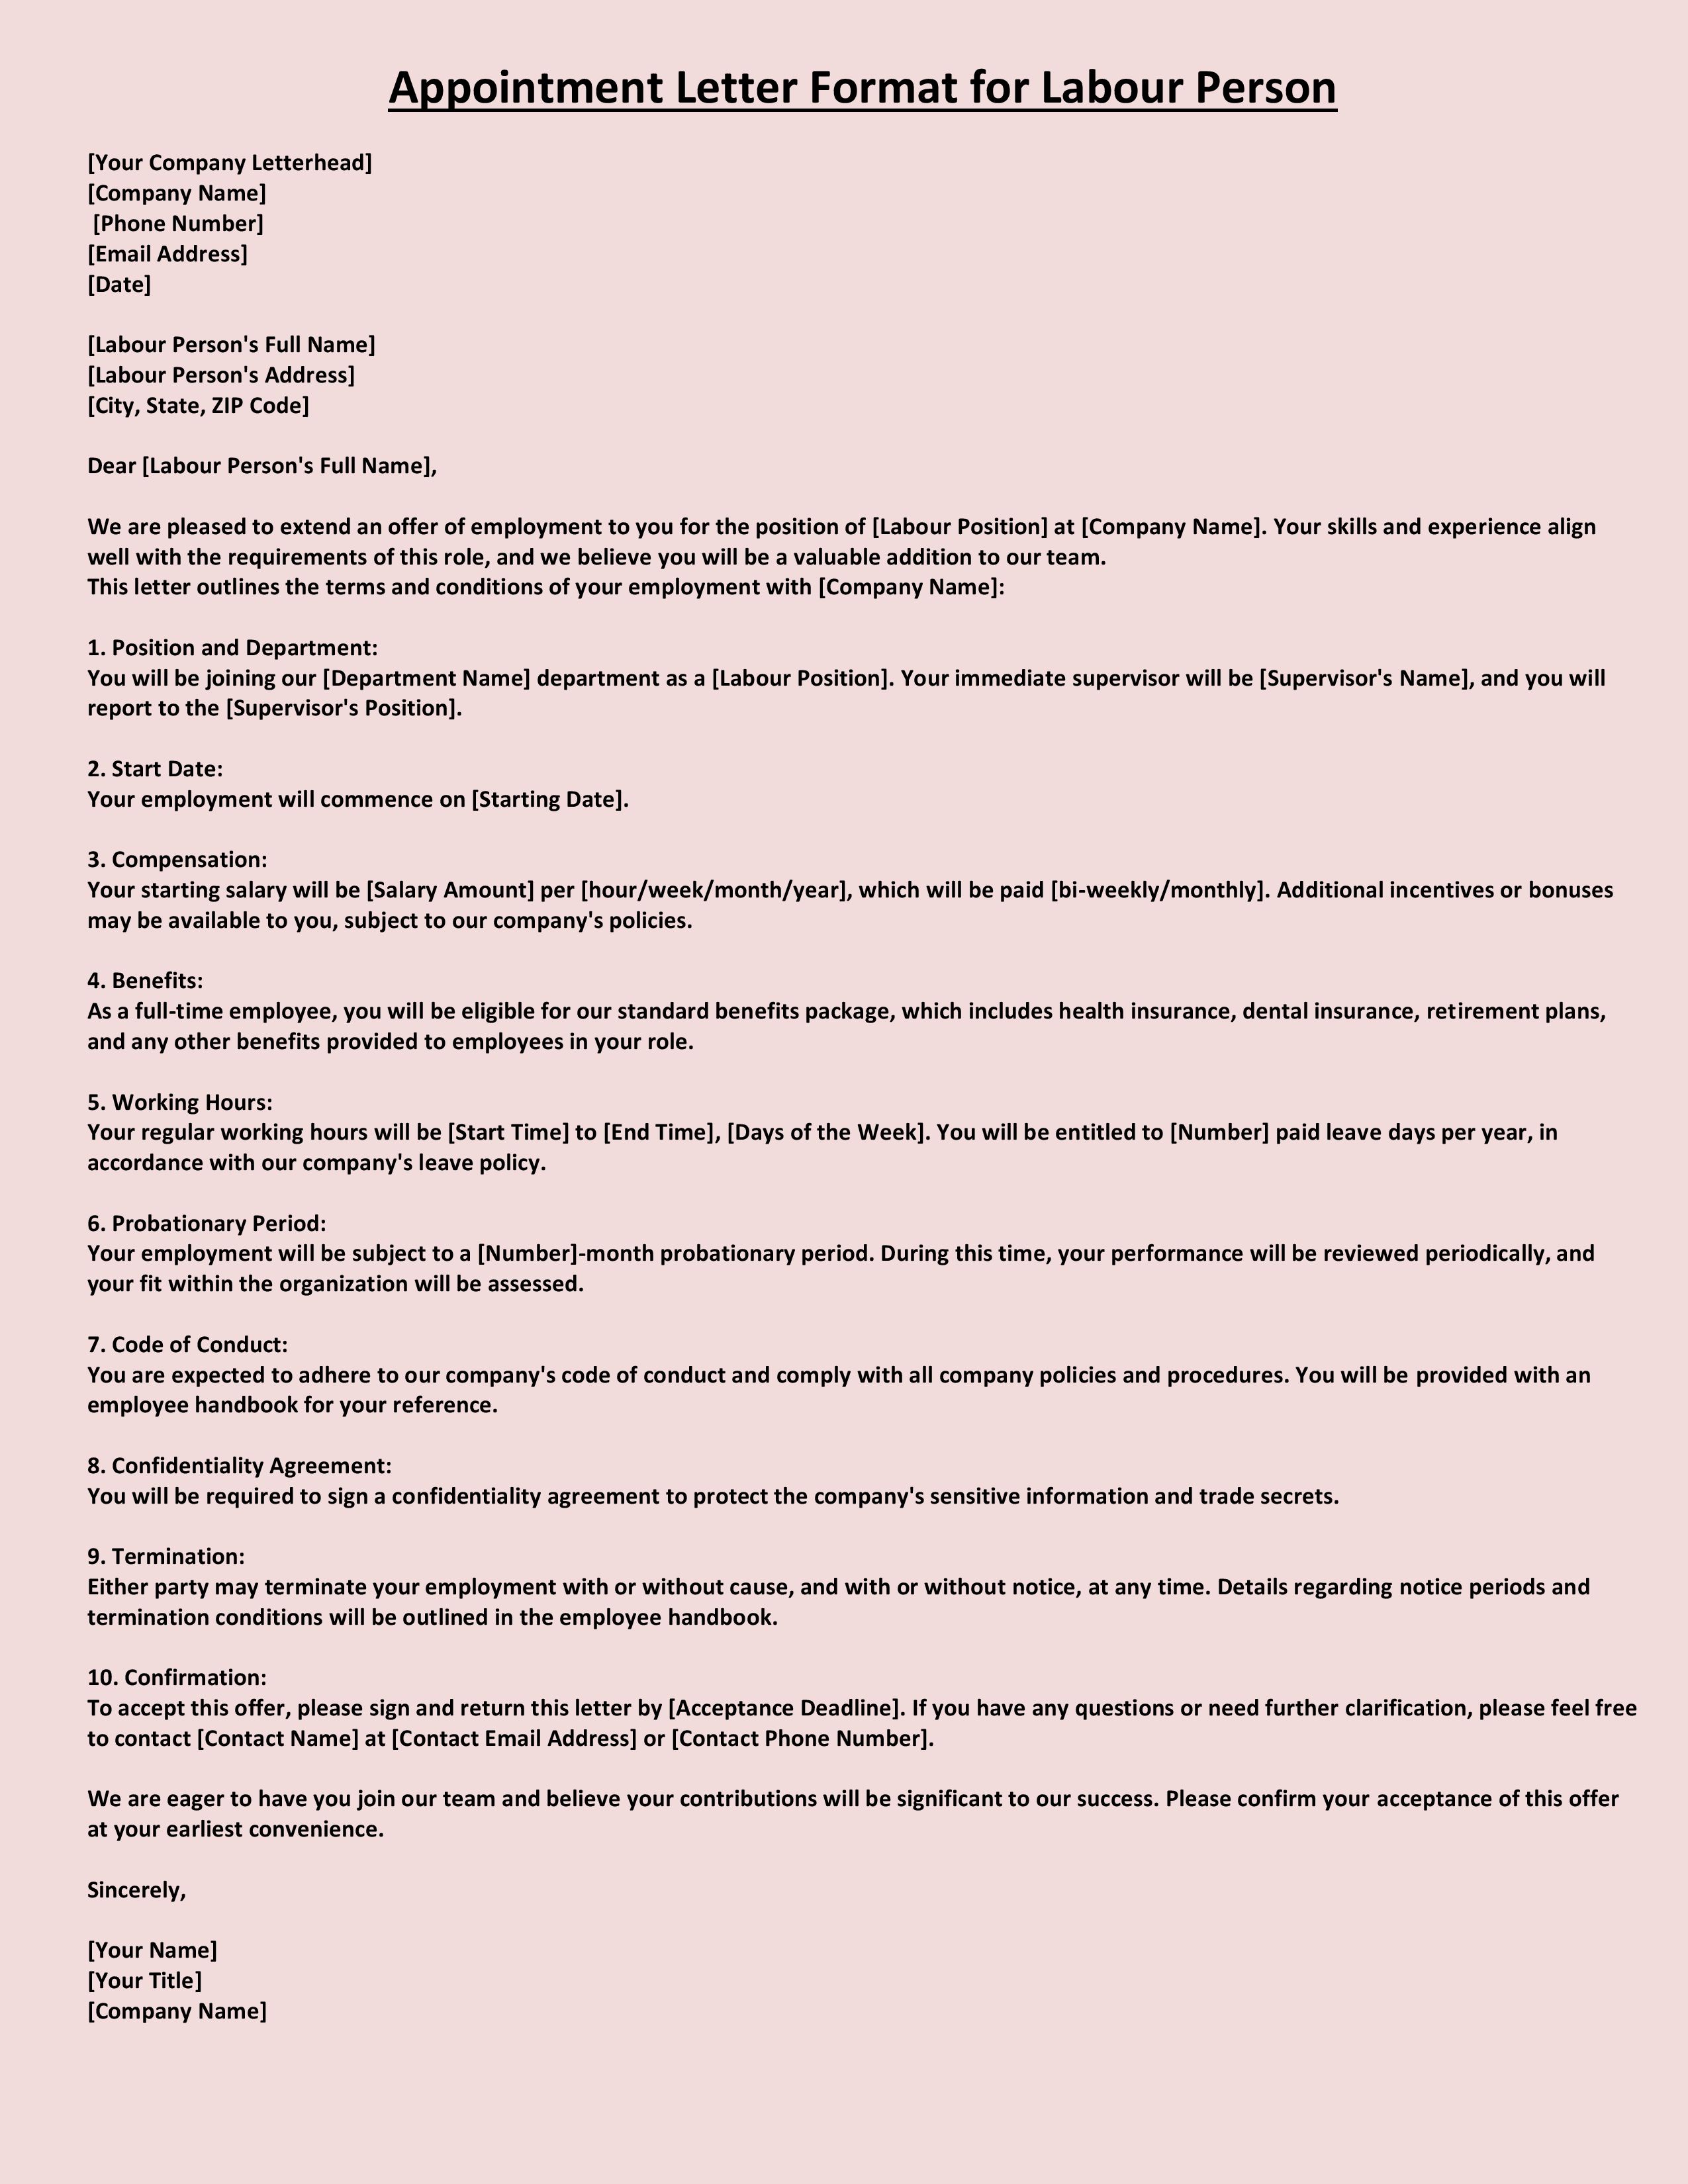 Appointment Letter Format for Labour Person
[Your Company Letterhead]
[Company Name]
[Phone Number]
[Email Address]
[Date]
[Labour Person's Full Name]
[Labour Person's Address]
[City, State, ZIP Code]
Dear [Labour Person's Full Name],
We are pleased to extend an offer of employment to you for the position of [Labour Position] at [Company Name]. Your skills and experience align
well with the requirements of this role, and we believe you will be a valuable addition to our team.
This letter outlines the terms and conditions of your employment with [Company Name]:
1. Position and Department:
You will be joining our [Department Name] department as a [Labour Position]. Your immediate supervisor will be [Supervisor's Name], and you will
report to the [Supervisor's Position].
2. Start Date:
Your employment will commence on [Starting Date].
3. Compensation:
Your starting salary will be [Salary Amount] per [hour/week/month/year], which will be paid [bi-weekly/monthly]. Additional incentives or bonuses
may be available to you, subject to our company's policies.
4. Benefits:
As a full-time employee, you will be eligible for our standard benefits package, which includes health insurance, dental insurance, retirement plans,
and any other benefits provided to employees in your role.
5. Working Hours:
Your regular working hours will be [Start Time] to [End Time], [Days of the Week]. You will be entitled to [Number] paid leave days per year, in
accordance with our company's leave policy.
6. Probationary Period:
Your employment will be subject to a [Number]-month probationary period. During this time, your performance will be reviewed periodically, and
your fit within the organization will be assessed.
7. Code of Conduct:
You are expected to adhere to our company's code of conduct and comply with all company policies and procedures. You will be provided with an
employee handbook for your reference.
8. Confidentiality Agreement:
You will be required to sign a confidentiality agreement to protect the company's sensitive information and trade secrets.
9. Termination:
Either party may terminate your employment with or without cause, and with or without notice, at any time. Details regarding notice periods and
termination conditions will be outlined in the employee handbook.
10. Confirmation:
To accept this offer, please sign and return this letter by [Acceptance Deadline]. If you have any questions or need further clarification, please feel free
to contact [Contact Name] at [Contact Email Address] or [Contact Phone Number].
We are eager to have you join our team and believe your contributions will be significant to our success. Please confirm your acceptance of this offer
at your earliest convenience.
Sincerely,
[Your Name]
[Your Title]
[Company Name]